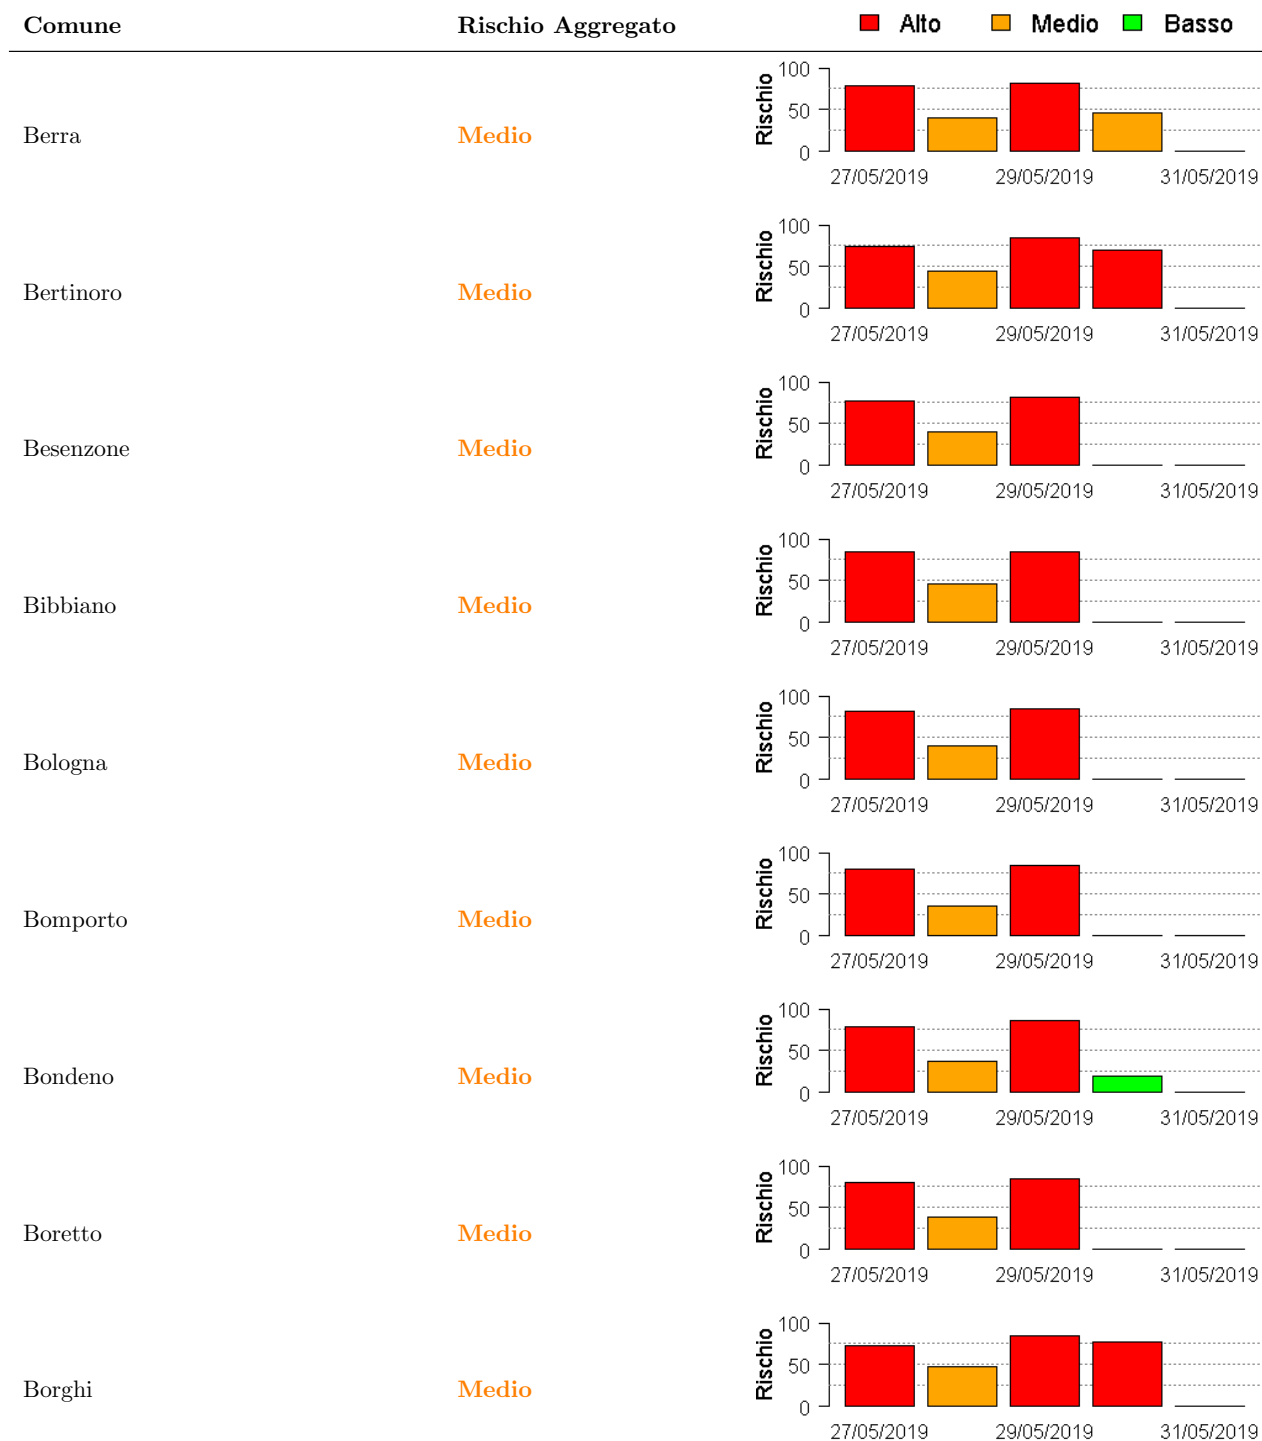 Comune Rischio Aggregato Alto Medio Basso
100
50
0
Rischio
Berra Medio
27/05/2019 29/05/2019 31/05/2019
100
50
0
Rischio
Bertinoro Medio
27/05/2019 29/05/2019 31/05/2019
100
50
0
Rischio
Besenzone Medio
27/05/2019 29/05/2019 31/05/2019
100
50
0
Rischio
Bibbiano Medio
27/05/2019 29/05/2019 31/05/2019
100
50
0
Rischio
Bologna Medio
27/05/2019 29/05/2019 31/05/2019
100
50
0
Rischio
Bomporto Medio
27/05/2019 29/05/2019 31/05/2019
100
50
0
Rischio
Bondeno Medio
27/05/2019 29/05/2019 31/05/2019
100
50
0
Rischio
Boretto Medio
27/05/2019 29/05/2019 31/05/2019
100
50
0
Rischio
Borghi Medio
27/05/2019 29/05/2019 31/05/2019